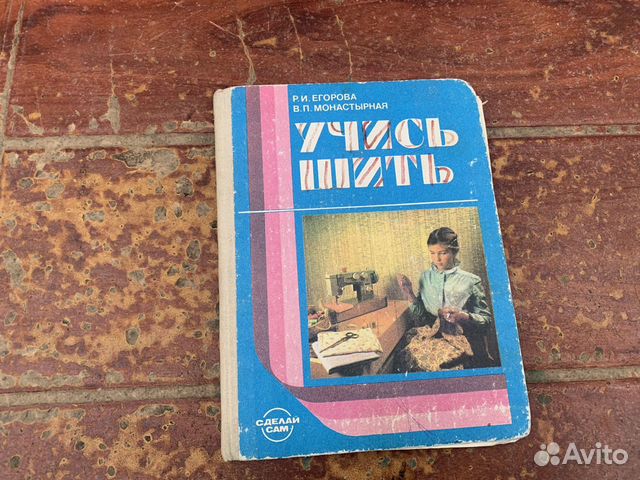 Р.И. ЕГОРОВА
В.П. МОНАСТЫРНАЯ
УЧИСЬ
ШИТЬ
СДЕЛАЙ
САМ
Avito